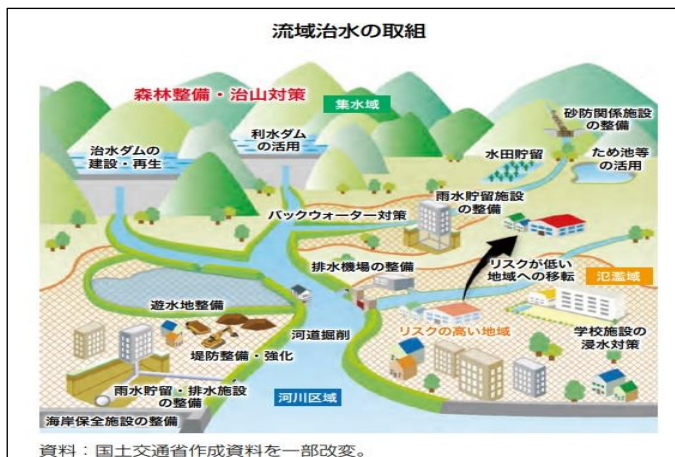 流域治水の取組
森林整備・治山対策
集水域
砂防関係施設
の整備
治水ダムの
建設・再生
利水ダム
の活用
水田貯留
ため池等
の活用
雨水貯留施設
の整備
バックウォーター対策
排水機場の整備
リスクが低い
地域への移転
氾濫域
遊水地整備
リスクの高い地域
学校施設の
浸水対策
河道掘削
堤防整備・強化
雨水貯留・排水施設
の整備
河川区域
海岸保全施設の整備
資料：国土交通省作成資料を一部改変。